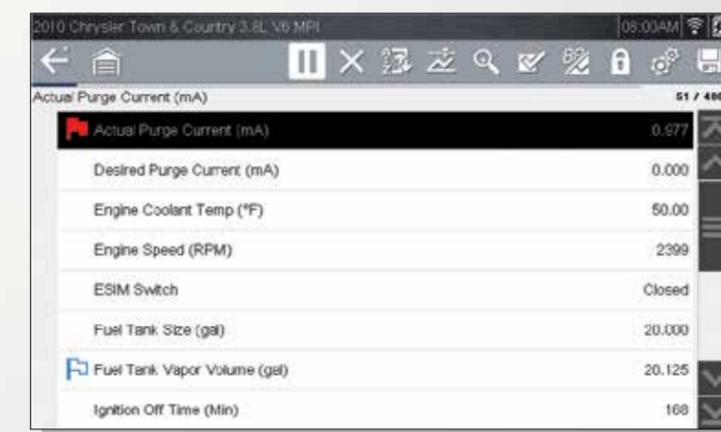 2010 Chrysler Town & Country 3.8L V6 MPI 08:00AM
Actual Purge Current (mA) 51 / 486
Actual Purge Current (mA) 0.977
Desired Purge Current (mA) 0.000
Engine Coolant Temp (°F) 50.00
Engine Speed (RPM) 2399
ESIM Switch Closed
Fuel Tank Size (gal) 20.000
Fuel Tank Vapor Volume (gal) 20.125
Ignition Off Time (Min) 168